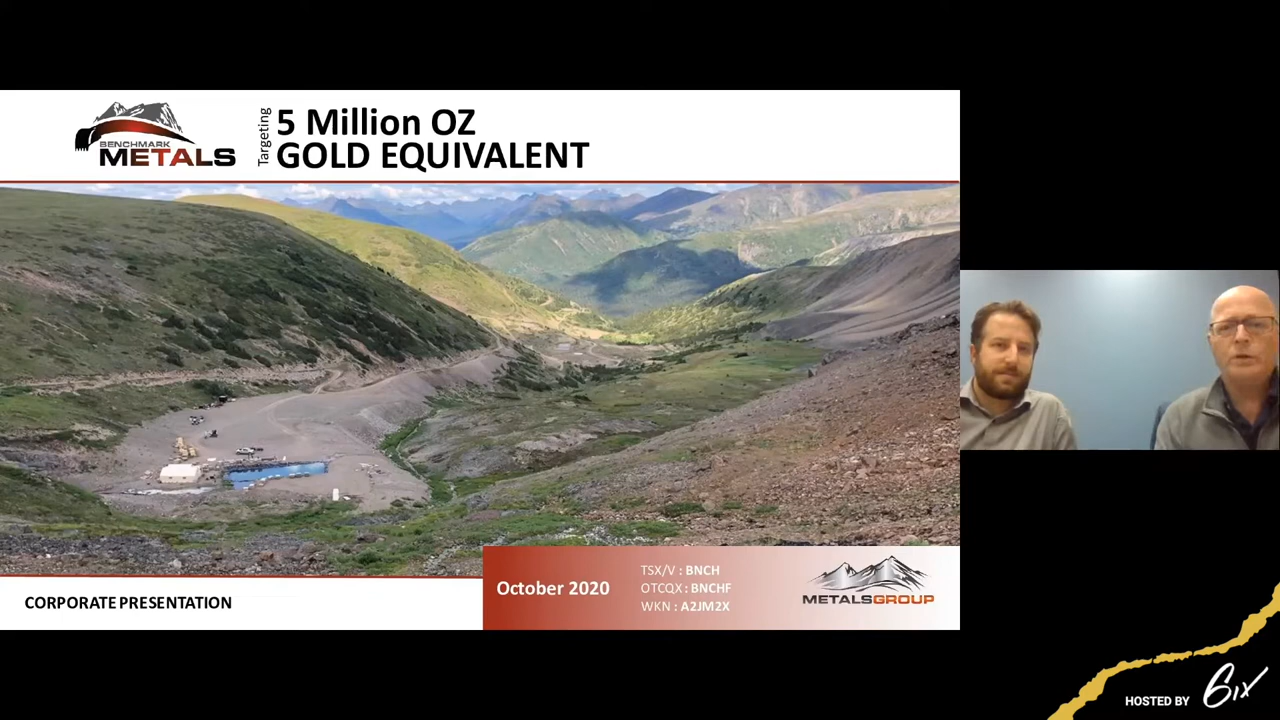 BENCHMARK
METALS
Targeting
5 Million OZ
GOLD EQUIVALENT
October 2020
TSX/V : BNCH
OTCQX : BNCHF
WKN : A2JM2X
METALSGROUP
CORPORATE PRESENTATION
HOSTED BY 6ix